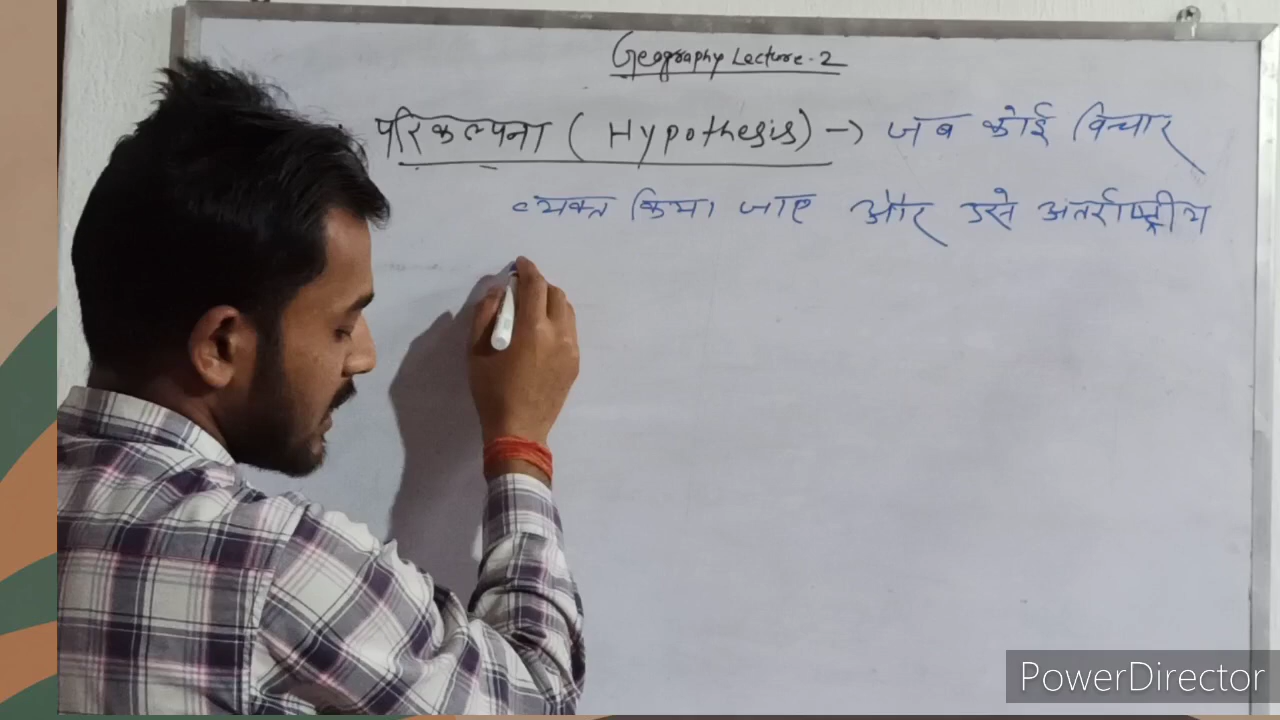 Geography Lecture-2
परिकल्पना (Hypothesis) → जब कोई विचार
व्यक्त किया जाए और उसे अंतर्राष्ट्रीय
PowerDirector